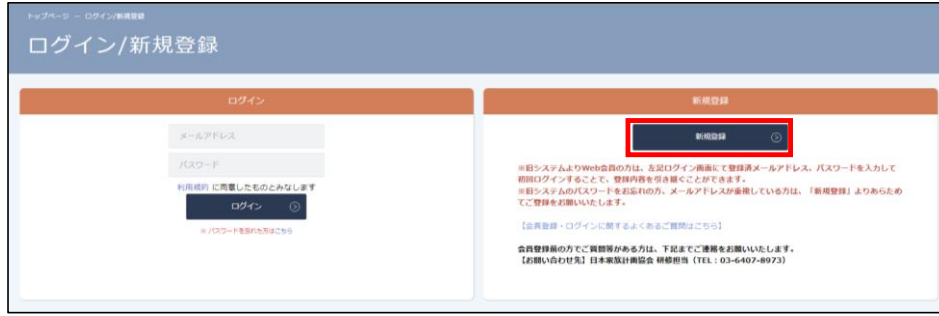 トップページ － ログイン/新規登録
ログイン/新規登録
ログイン
メールアドレス
パスワード
利用規約 に同意したものとみなします
ログイン
※ パスワードを忘れた方はこちら
新規登録
新規登録
※旧システムよりWeb会員の方は、左記ログイン画面にて登録済メールアドレス、パスワードを入力して
初回ログインすることで、登録内容を引き継ぐことができます。
※旧システムのパスワードをお忘れの方、メールアドレスが重複している方は、「新規登録」よりあらため
てご登録をお願いいたします。
【会員登録・ログインに関するよくあるご質問はこちら】
会員登録前の方でご質問等がある方は、下記までご連絡をお願いいたします。
【お問い合わせ先】日本家族計画協会 研修担当（TEL：03-6407-8973）